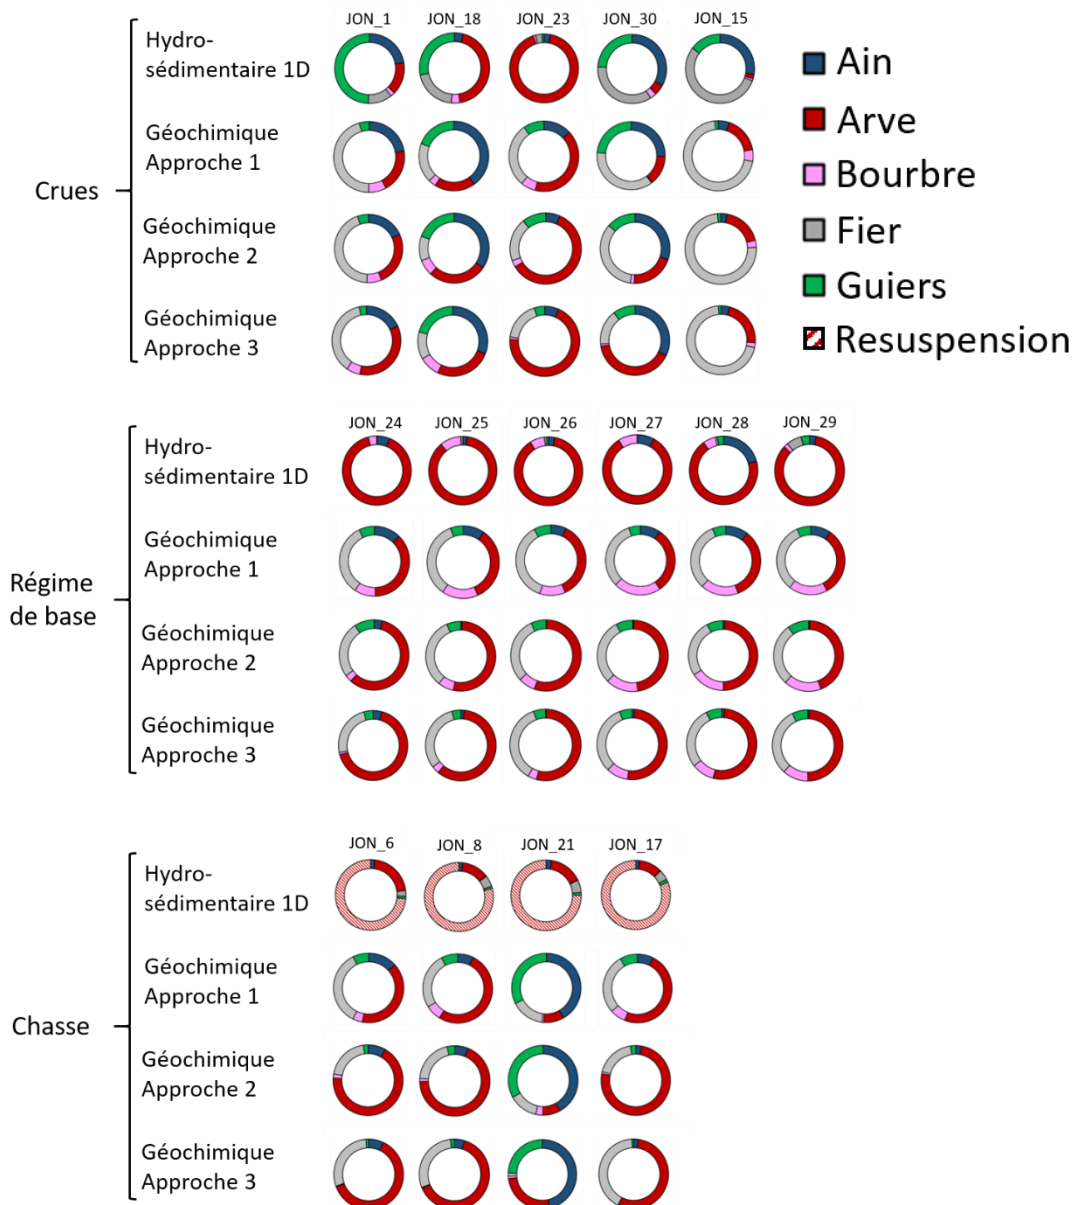 JON_1 JON_18 JON_23 JON_30 JON_15
Crues
Hydro-
sédimentaire 1D
Géochimique
Approche 1
Géochimique
Approche 2
Géochimique
Approche 3
Ain
Arve
Bourbre
Fier
Guiers
Resuspension
JON_24 JON_25 JON_26 JON_27 JON_28 JON_29
Régime
de base
Hydro-
sédimentaire 1D
Géochimique
Approche 1
Géochimique
Approche 2
Géochimique
Approche 3
JON_6 JON_8 JON_21 JON_17
Chasse
Hydro-
sédimentaire 1D
Géochimique
Approche 1
Géochimique
Approche 2
Géochimique
Approche 3